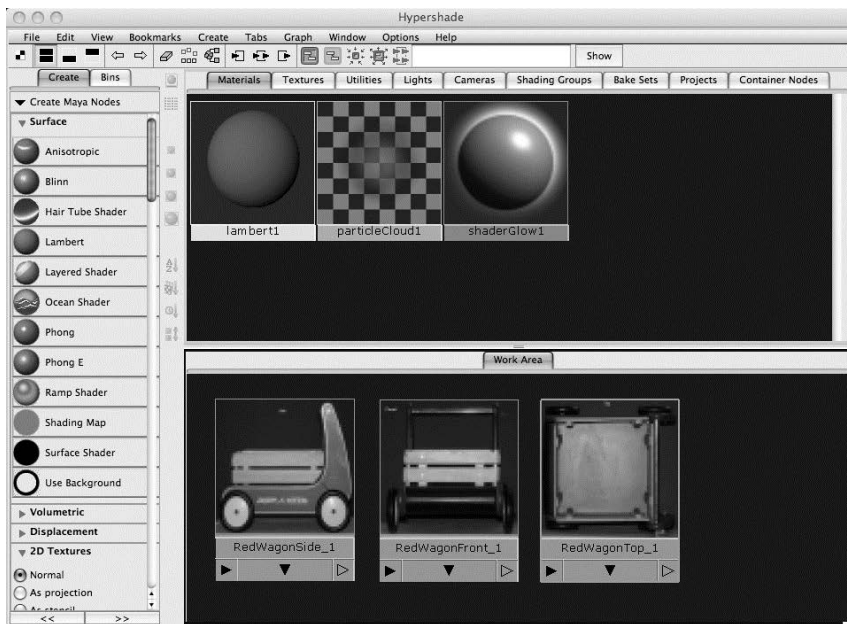 Hypershade
File Edit View Bookmarks Create Tabs Graph Window Options Help
Show
Create Bins
Materials Textures Utilities Lights Cameras Shading Groups Bake Sets Projects Container Nodes
Create Maya Nodes
Surface
Anisotropic
Blinn
Hair Tube Shader
Lambert
Layered Shader
Ocean Shader
Phong
Phong E
Ramp Shader
Shading Map
Surface Shader
Use Background
Volumetric
Displacement
2D Textures
Normal
As projection
As stencil
<< >>
lambert1 particleCloud1 shaderGlow1
Work Area
RedWagonSide_1 RedWagonFront_1 RedWagonTop_1